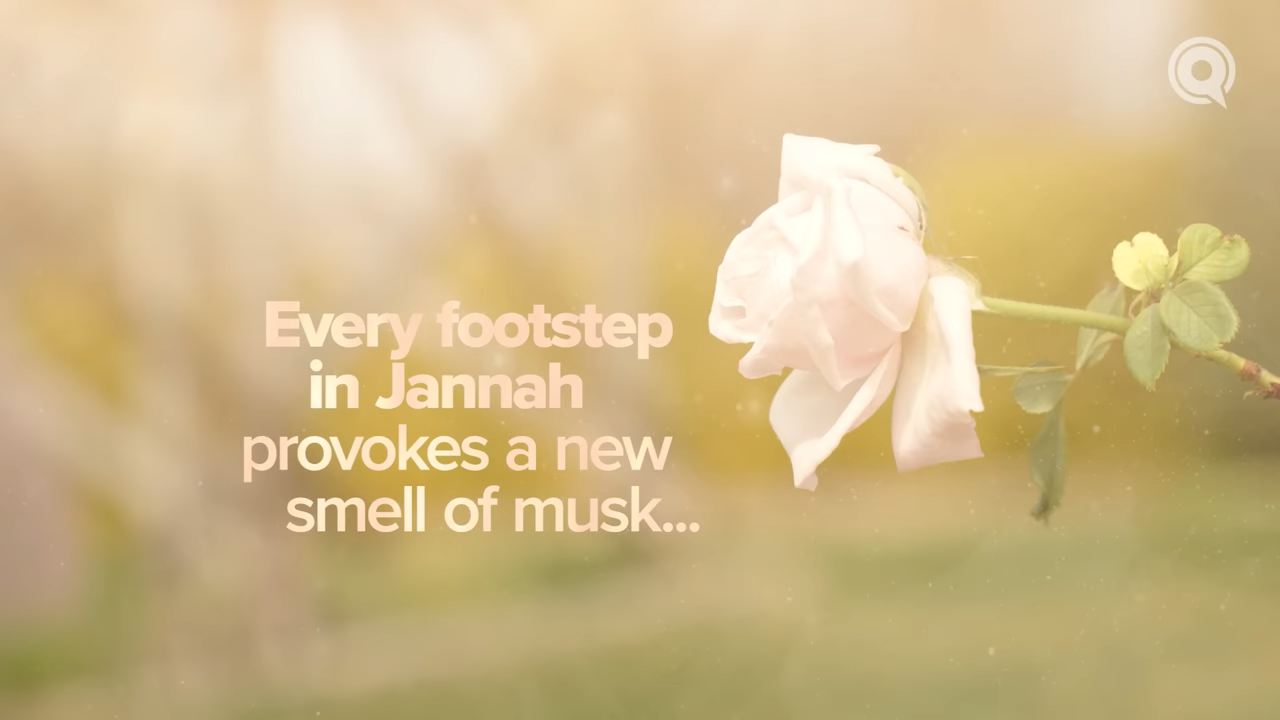 Every footstep
in Jannah
provokes a new
smell of musk...